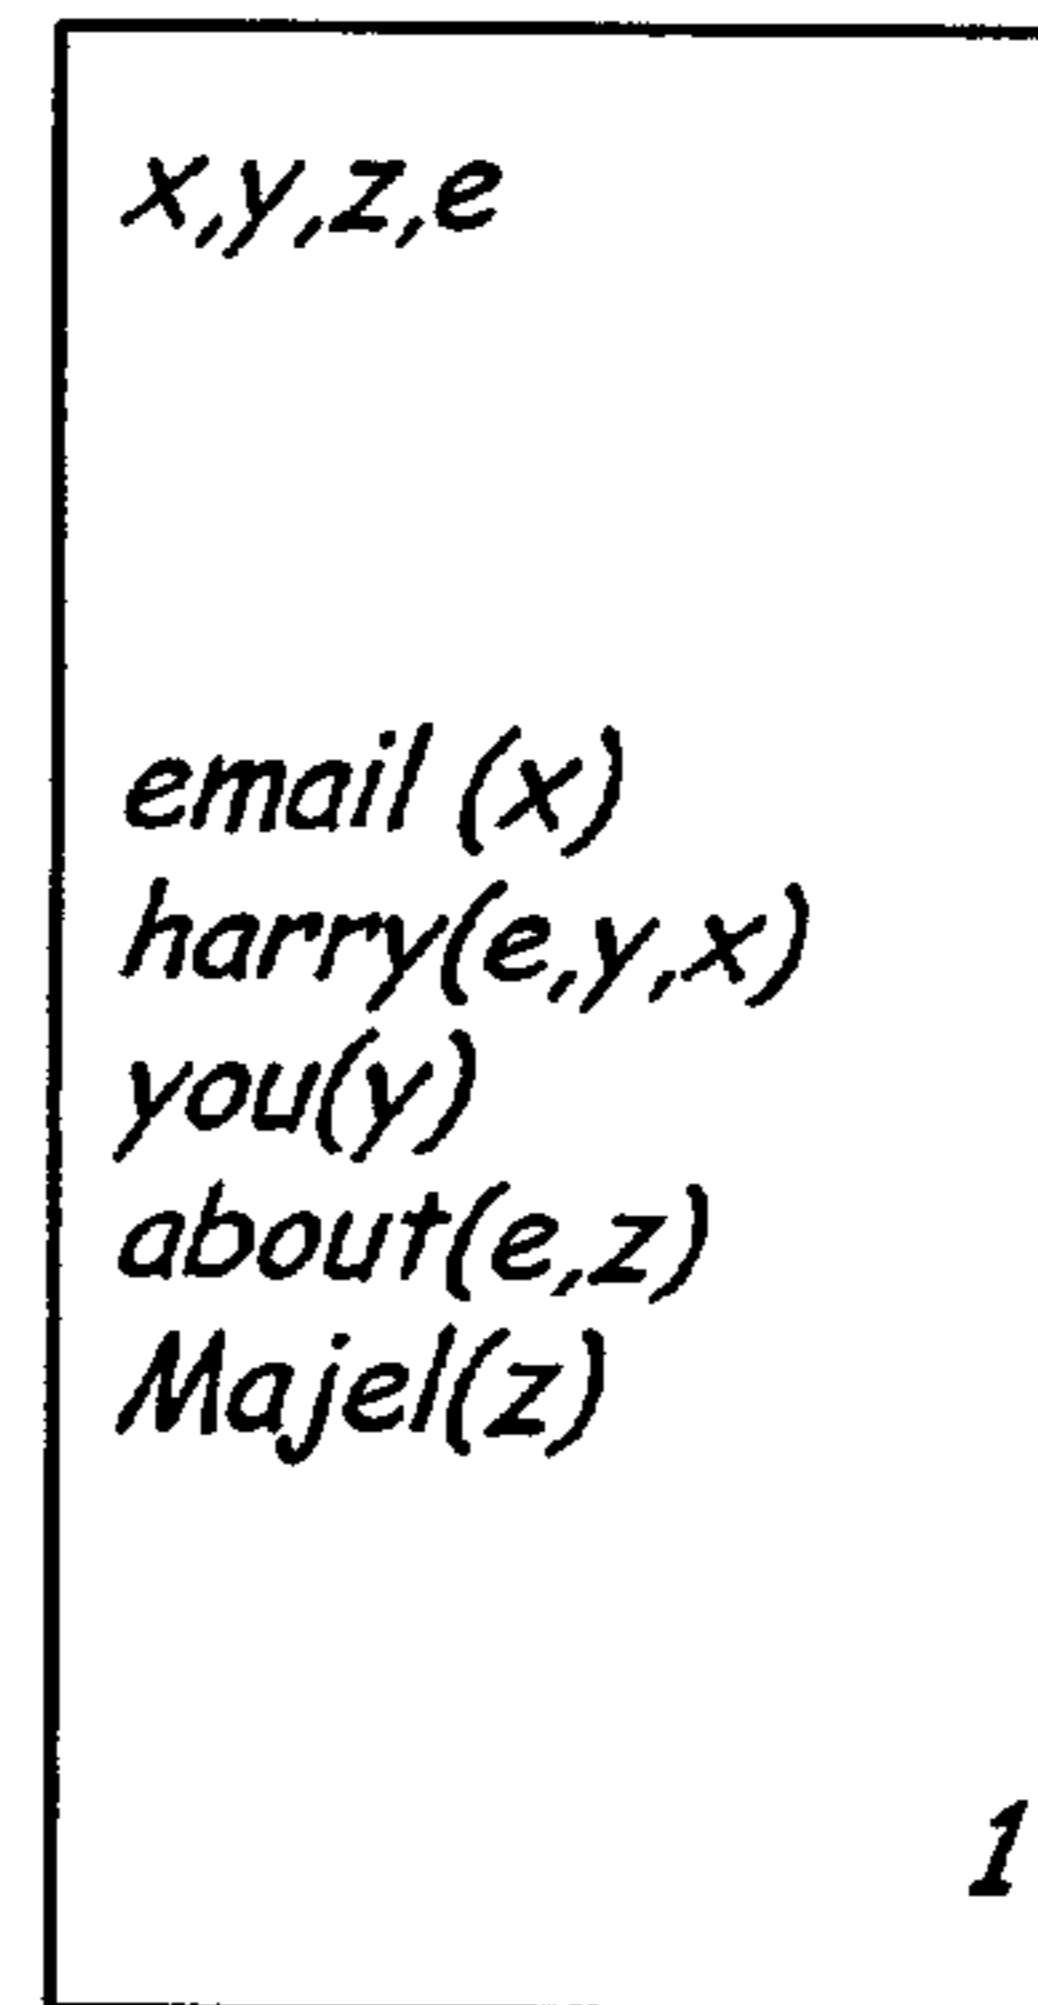 x,y,z,e
email (x)
harry(e,y,x)
you(y)
about(e,z)
Majel(z)
1